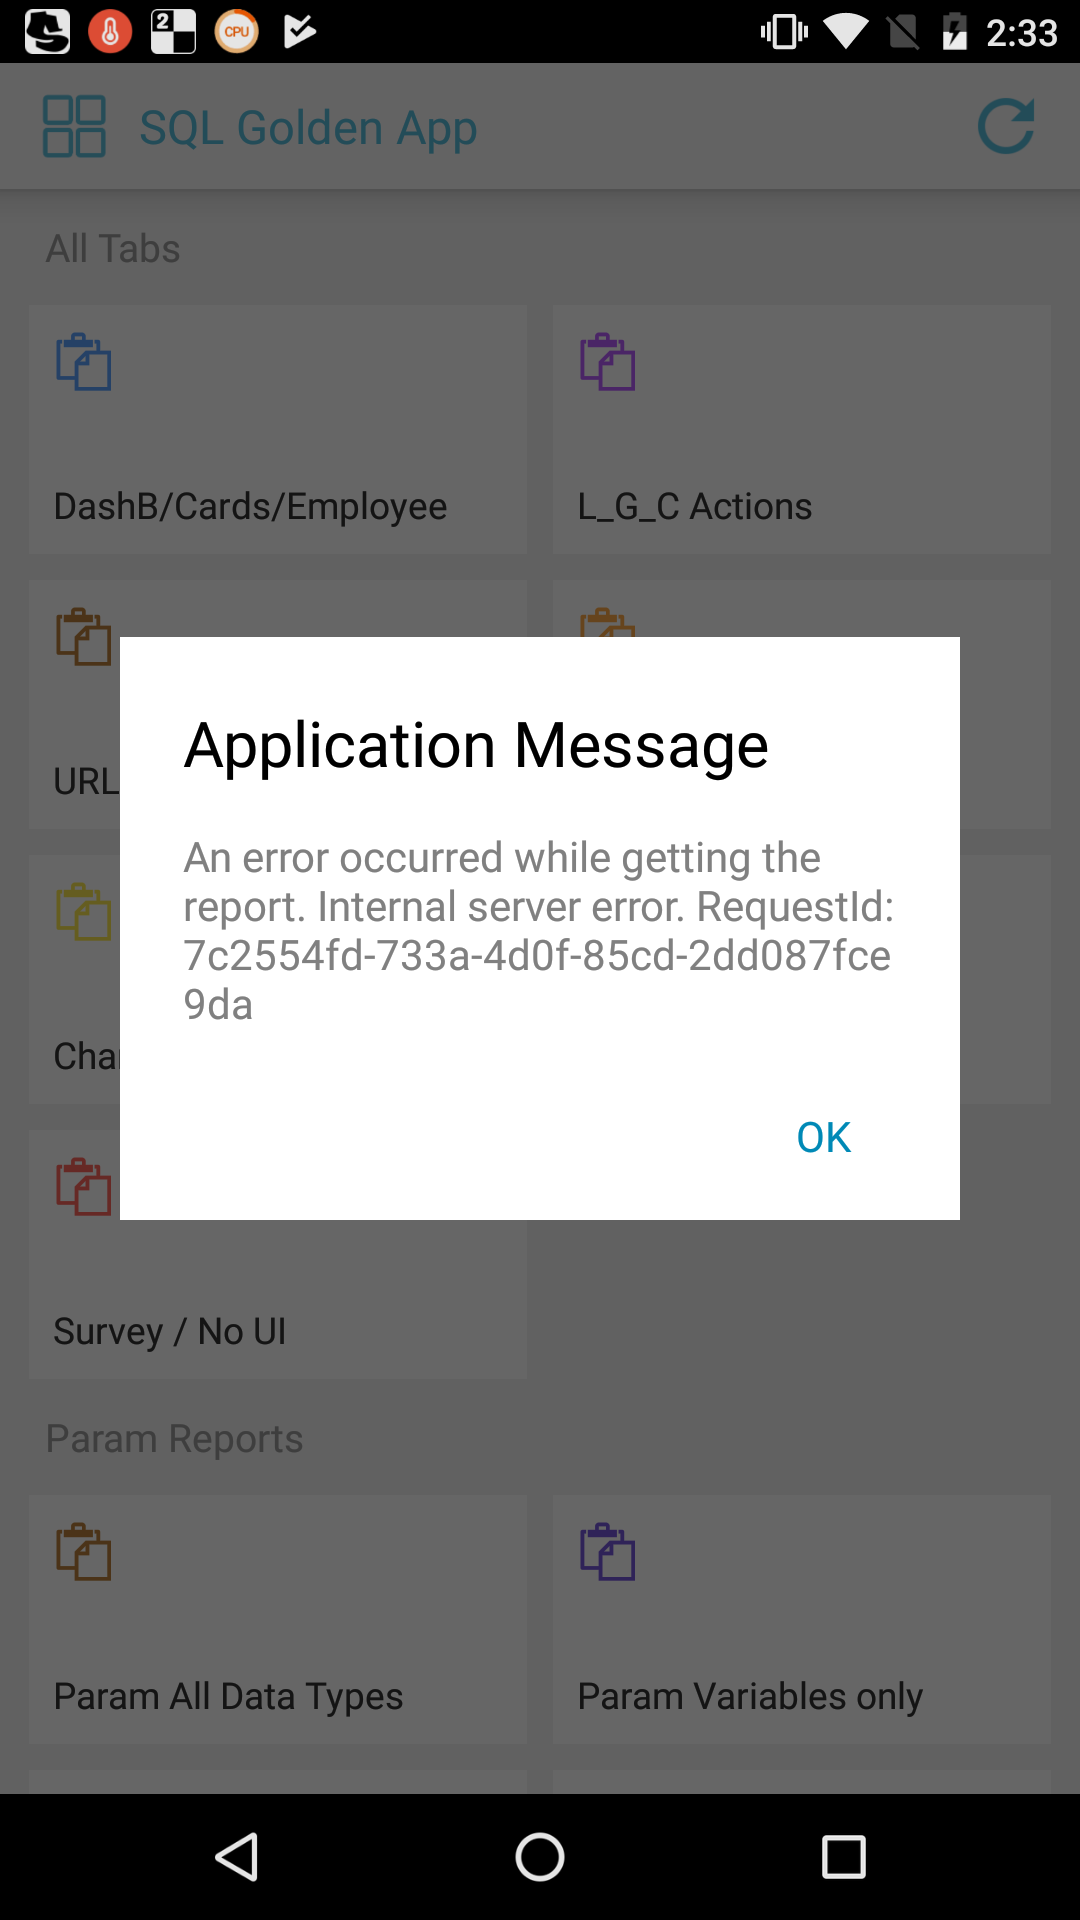 2
CPU
2:33
SQL Golden App
All Tabs
DashB/Cards/Employee
L_G_C Actions
URL
Application Message
An error occurred while getting the
report. Internal server error. RequestId:
7c2554fd-733a-4d0f-85cd-2dd087fce
9da
OK
Cha
Survey / No UI
Param Reports
Param All Data Types
Param Variables only